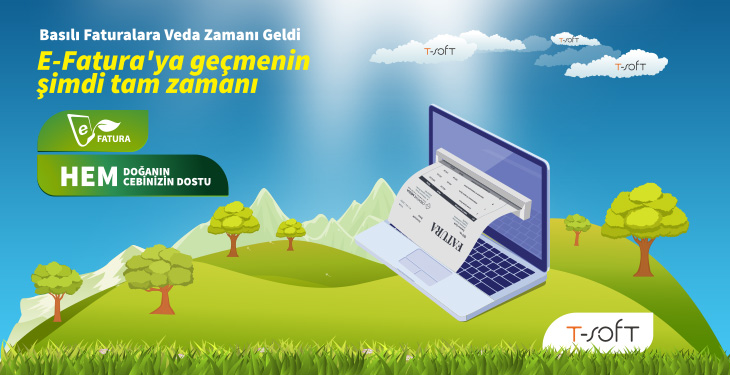 Basılı Faturalara Veda Zamanı Geldi
E-Fatura'ya geçmenin
şimdi tam zamanı
e
FATURA
HEM DOĞANIN
CEBİNİZİN DOSTU
T-SOFT
T-SOFT
FATURA
T-SOFT